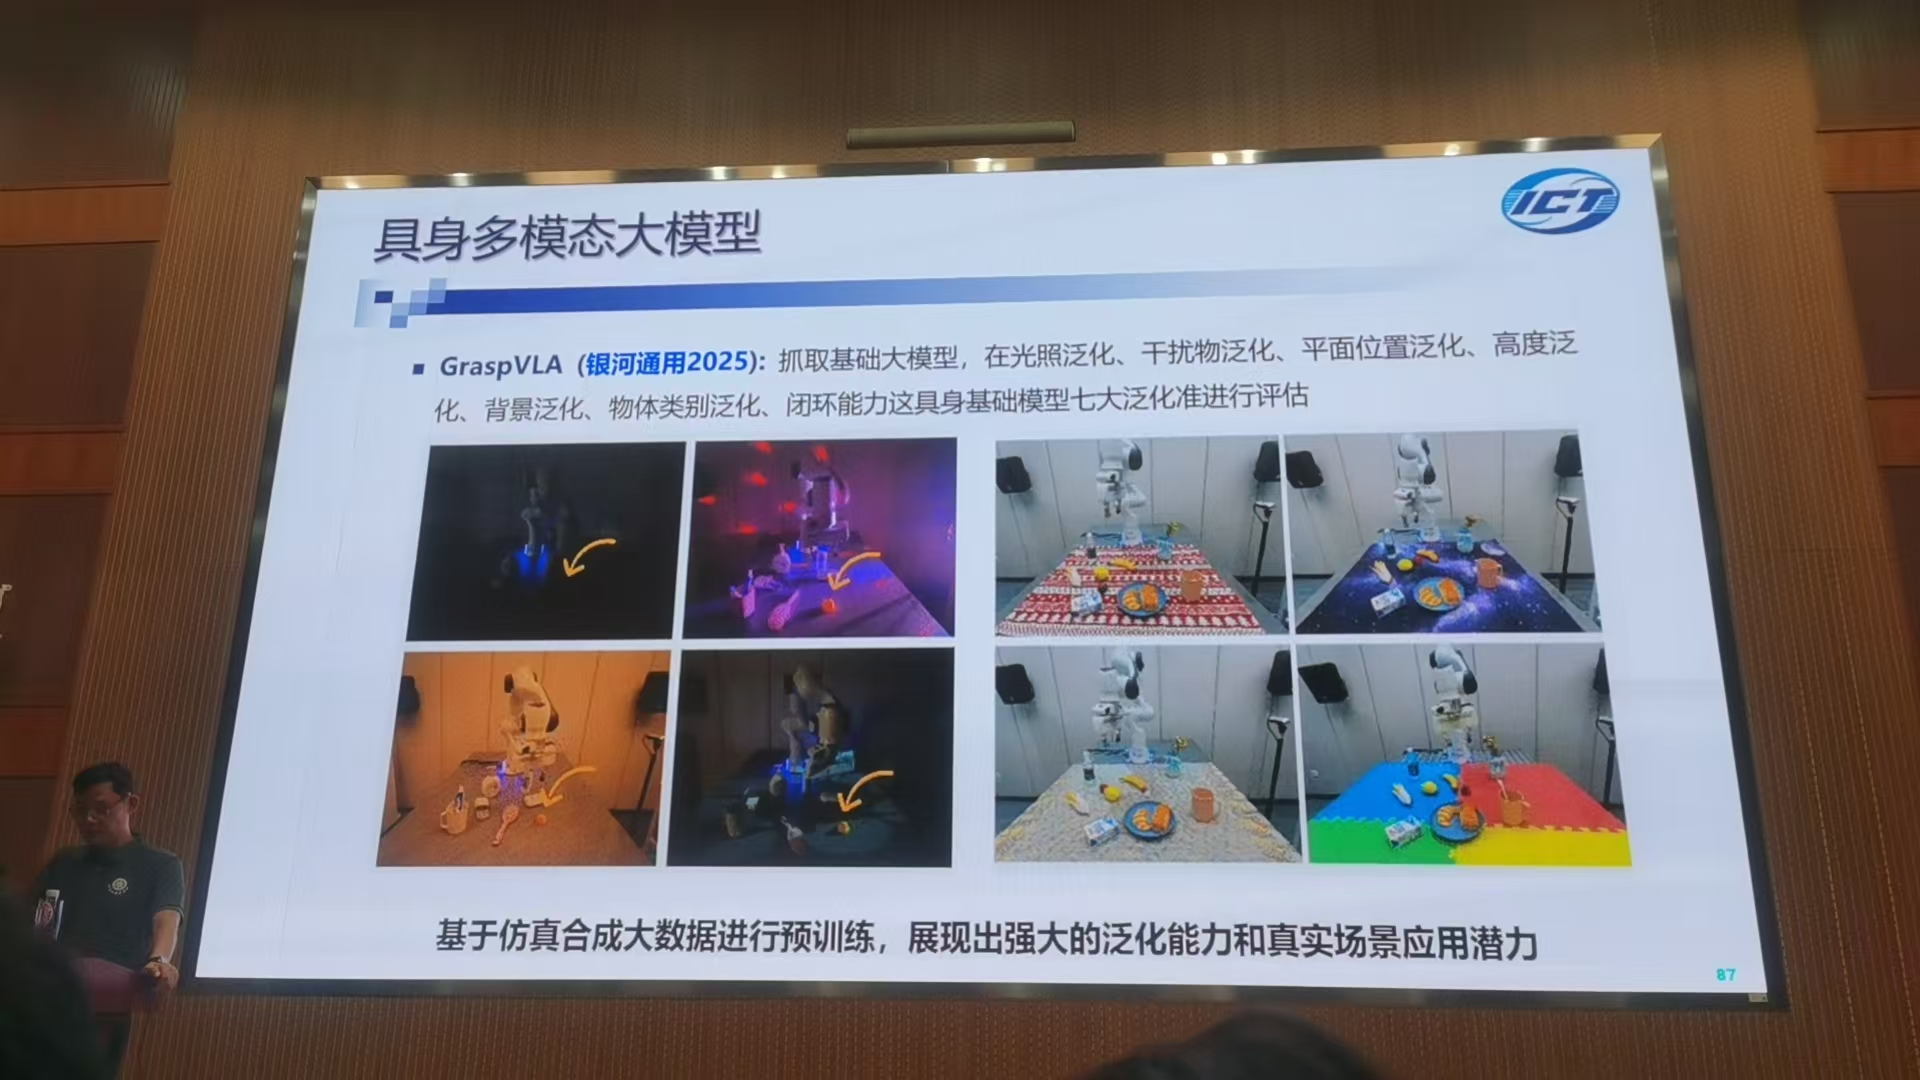 具身多模态大模型
ICT
GraspVLA (银河通用2025): 抓取基础大模型，在光照泛化、干扰物泛化、平面位置泛化、高度泛
化、背景泛化、物体类别泛化、闭环能力这具身基础模型七大泛化准进行评估
基于仿真合成大数据进行预训练，展现出强大的泛化能力和真实场景应用潜力
87